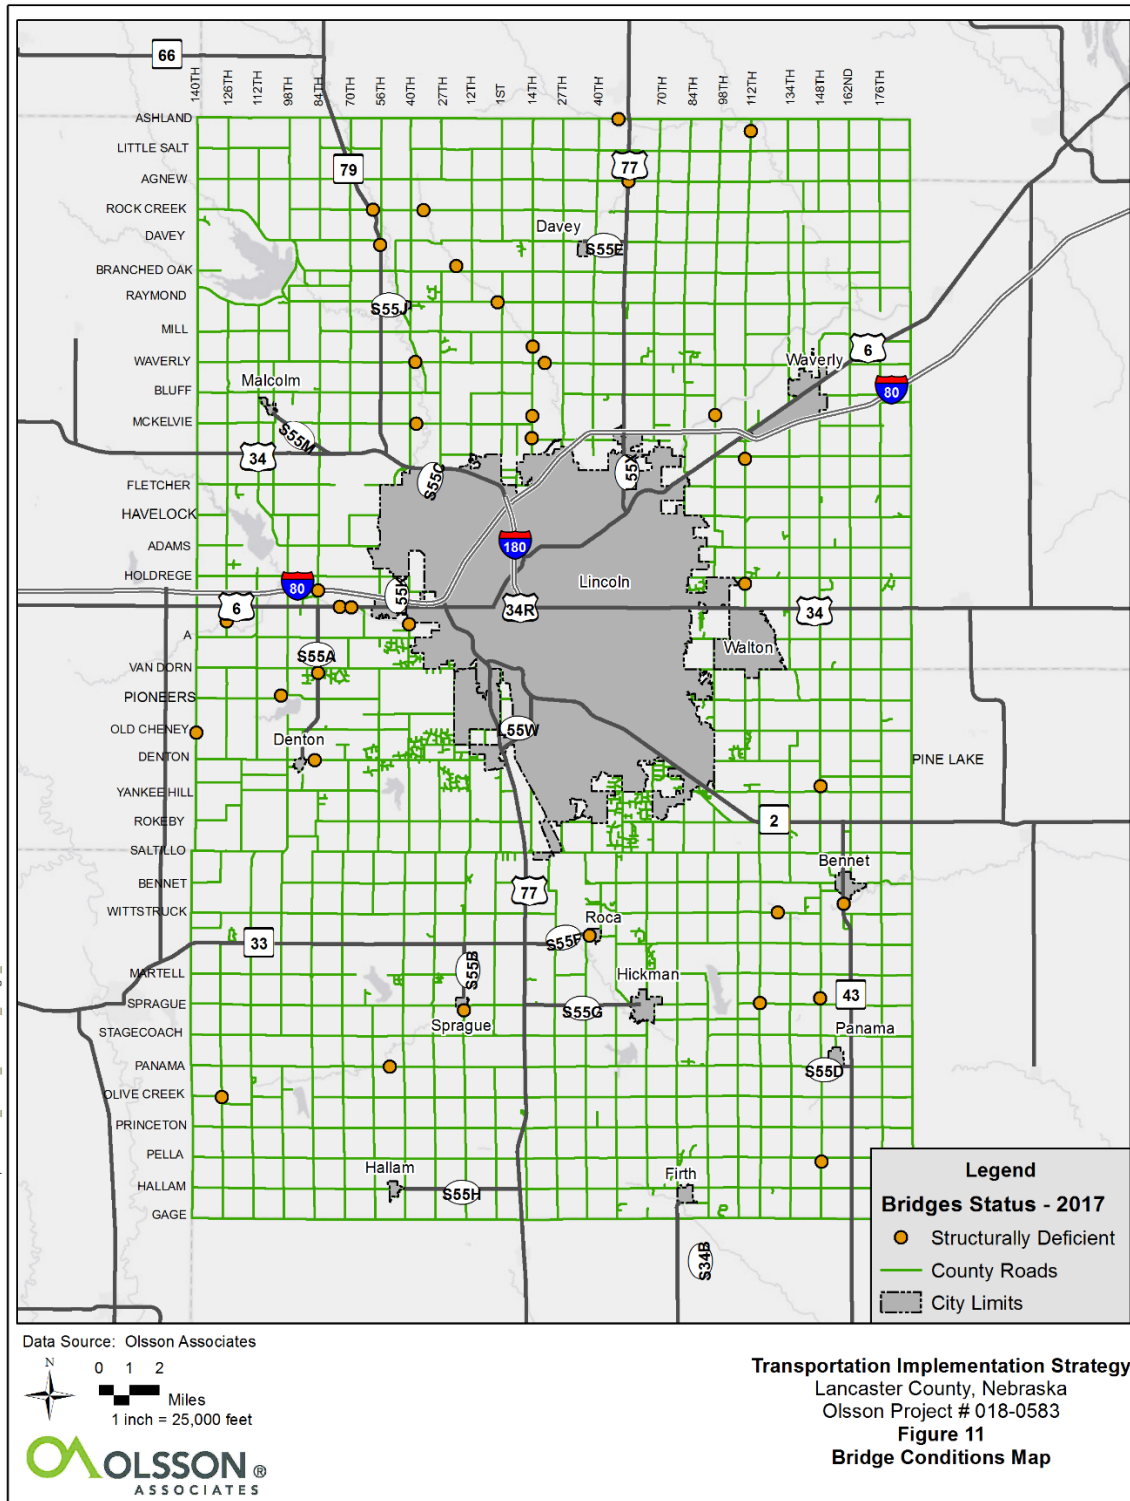 66
140TH
126TH
112TH
98TH
84TH
70TH
56TH
40TH
27TH
12TH
1ST
14TH
27TH
40TH
70TH
84TH
98TH
112TH
134TH
148TH
162ND
176TH
ASHLAND
LITTLE SALT
AGNEW
ROCK CREEK
DAVEY
BRANCHED OAK
RAYMOND
MILL
WAVERLY
BLUFF
MCKELVIE
FLETCHER
HAVELOCK
ADAMS
HOLDREGE
A
VAN DORN
PIONEERS
OLD CHENEY
DENTON
YANKEE HILL
ROKEBY
SALTILLO
BENNET
WITTSTRUCK
MARTELL
SPRAGUE
STAGECOACH
PANAMA
OLIVE CREEK
PRINCETON
PELLA
HALLAM
GAGE
79
77
Davey
S55E
S55J
6
Waverly
80
Malcolm
S55M
34
S55C
L55X
180
Lincoln
80
6
55K
34R
34
Walton
S55A
Denton
L55W
PINE LAKE
2
Bennet
77
Roca
33
S55F
S55B
Hickman
43
S55G
Sprague
Panama
S55D
Hallam
S55H
Firth
S34B
Legend
Bridges Status - 2017
Structurally Deficient
County Roads
City Limits
Data Source: Olsson Associates
N
0 1 2
Miles
1 inch = 25,000 feet
OLSSON ®
ASSOCIATES
Transportation Implementation Strategy
Lancaster County, Nebraska
Olsson Project # 018-0583
Figure 11
Bridge Conditions Map